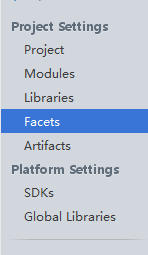 Project Settings
Project
Modules
Libraries
Facets
Artifacts
Platform Settings
SDKs
Global Libraries